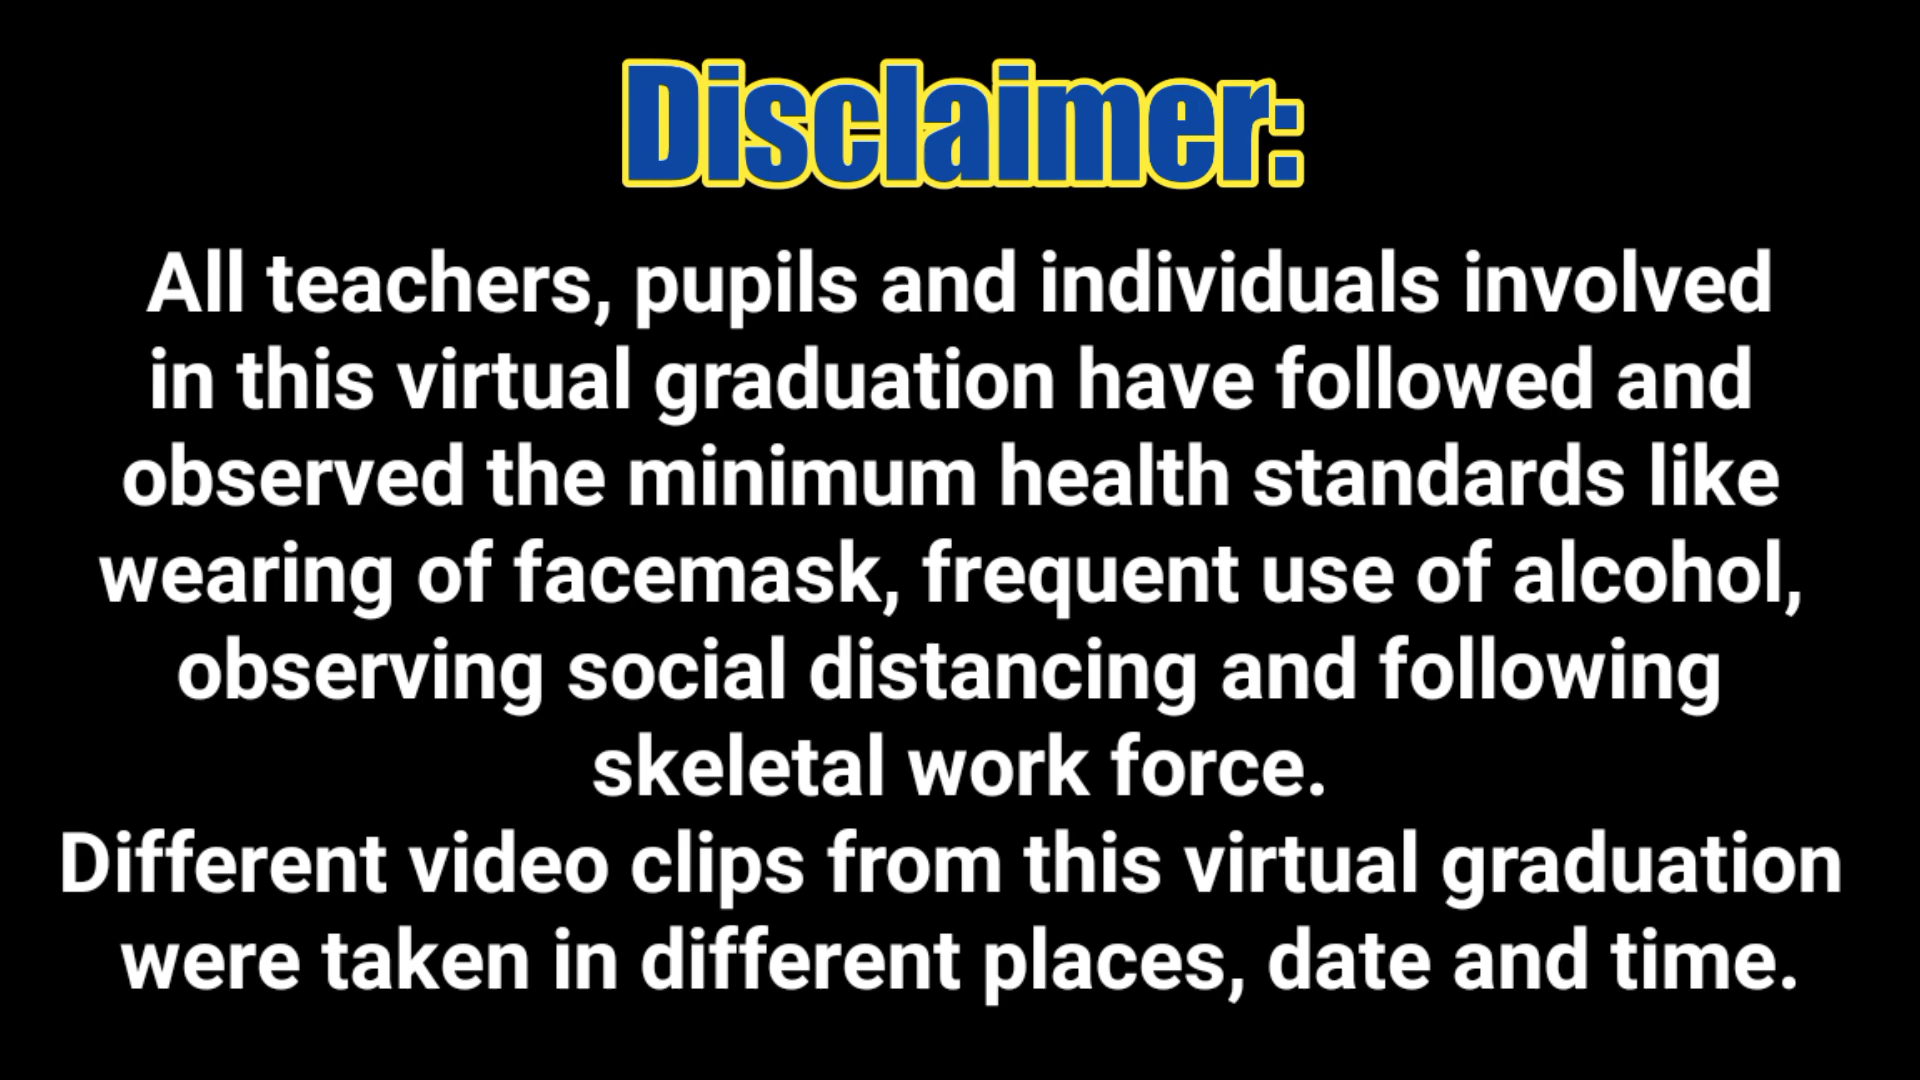 Disclaimer:
All teachers, pupils and individuals involved
in this virtual graduation have followed and
observed the minimum health standards like
wearing of facemask, frequent use of alcohol,
observing social distancing and following
skeletal work force.
Different video clips from this virtual graduation
were taken in different places, date and time.